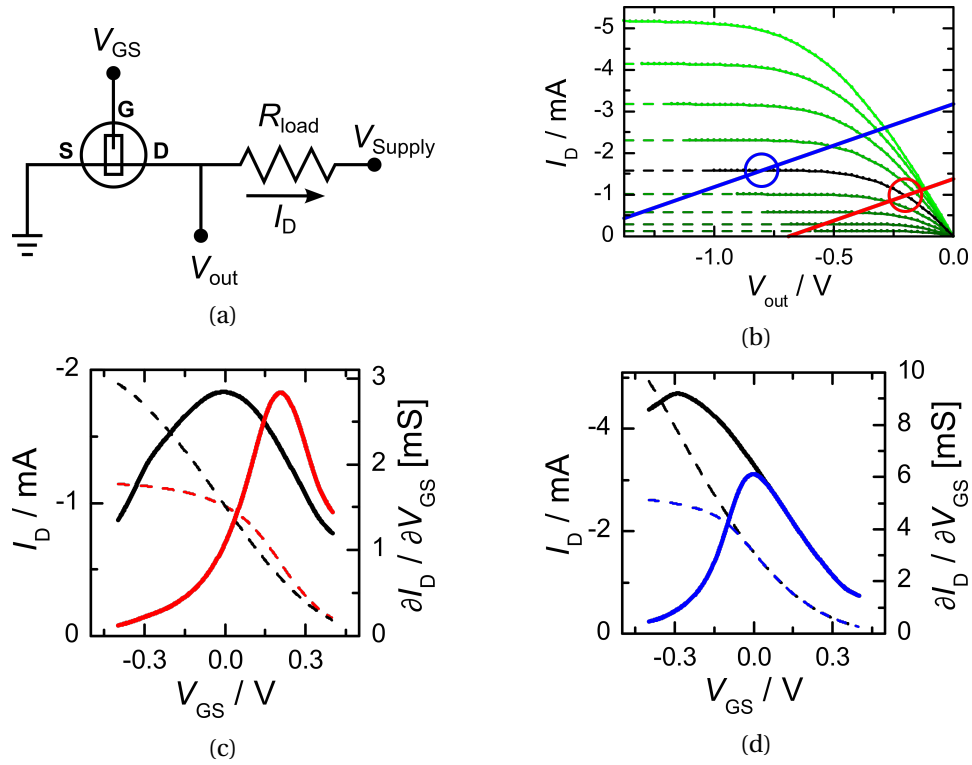 V_GS
G
S
D
R_load
V_Supply
I_D
V_out
(a)
-5
-4
-3
-2
-1
0
I_D / mA
-1.0
-0.5
0.0
V_out / V
(b)
-2
-1
0
I_D / mA
3
2
1
0
∂I_D / ∂V_GS [mS]
-0.3
0.0
0.3
V_GS / V
(c)
-4
-2
0
I_D / mA
10
8
6
4
2
0
∂I_D / ∂V_GS [mS]
-0.3
0.0
0.3
V_GS / V
(d)